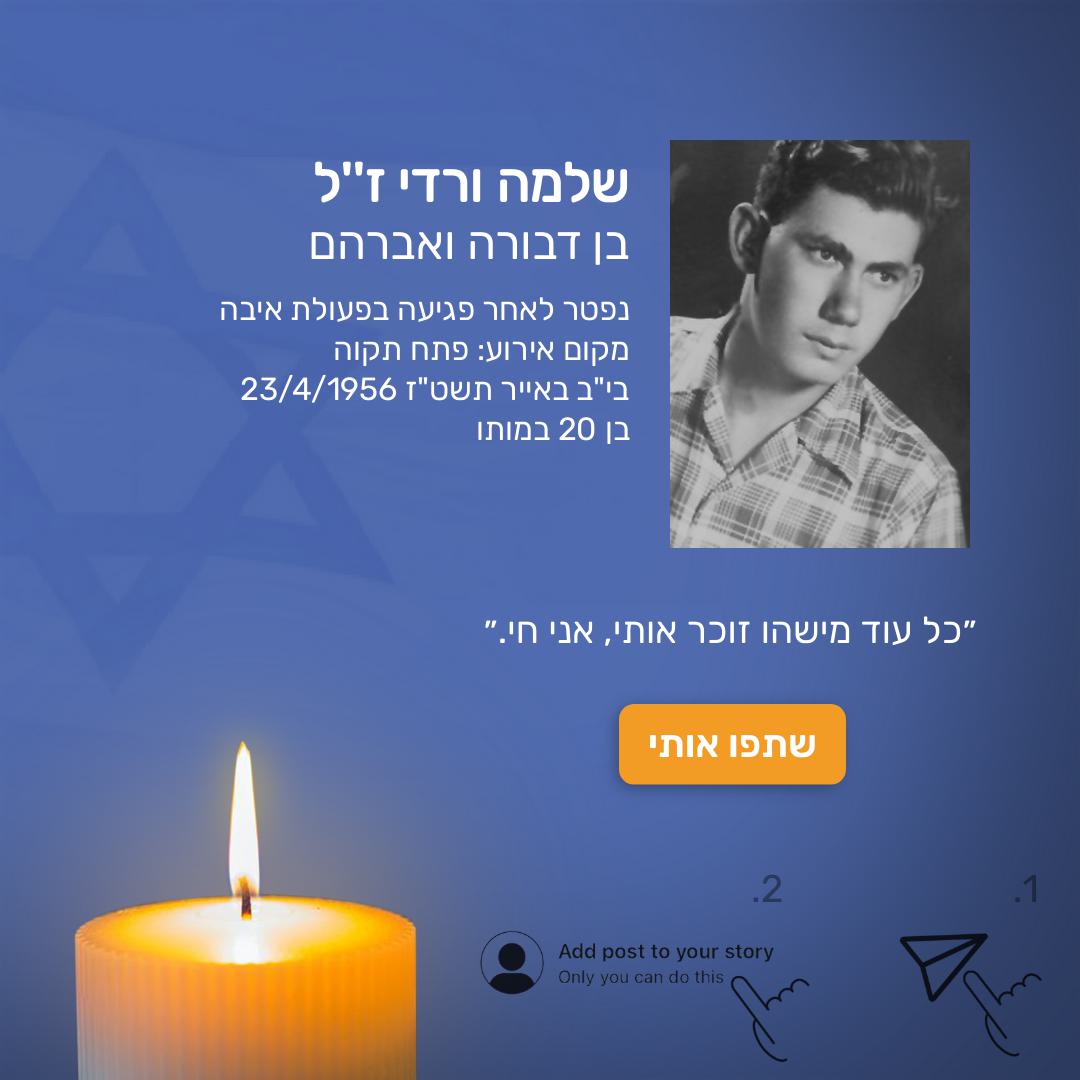 שלמה ורדי ז"ל
בן דבורה ואברהם
נפטר לאחר פגיעה בפעולת איבה
מקום אירוע: פתח תקוה
בי"ב באייר תשט"ז 23/4/1956
בן 20 במותו
״כל עוד מישהו זוכר אותי, אני חי.״
שתפו אותי
1.
2.
Add post to your story
Only you can do this